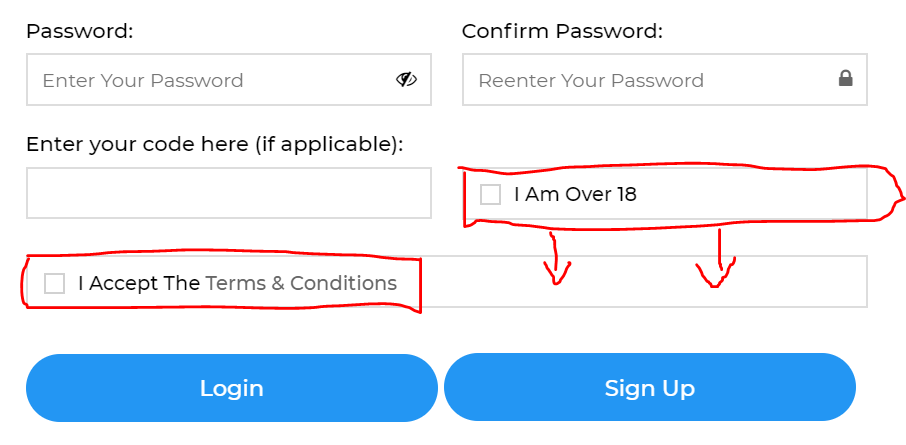 Password:
Confirm Password:
Enter Your Password
Reenter Your Password
Enter your code here (if applicable):
I Am Over 18
I Accept The Terms & Conditions
Login
Sign Up